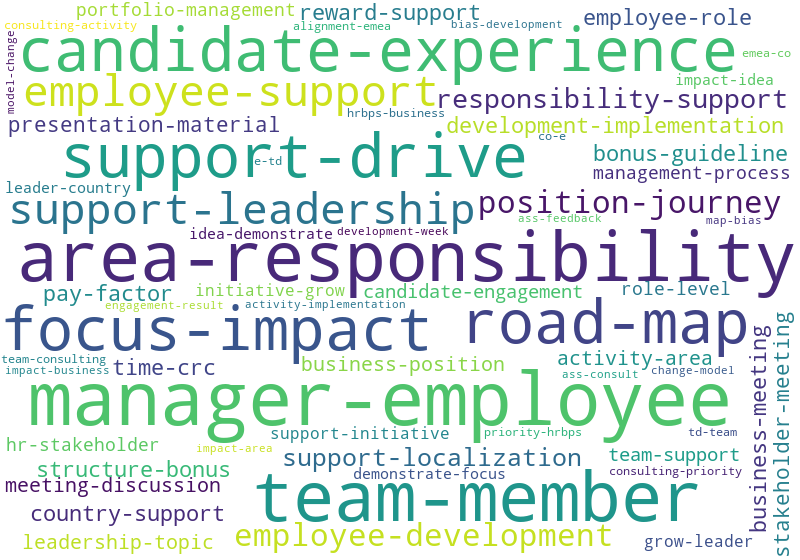 portfolio-management
reward-support
employee-role
consulting-activity
alignment-emea
bias-development
model-change
candidate-experience
emea-co
impact-idea
employee-support
responsibility-support
hrbps-business
presentation-material
development-implementation
co-e
support-drive
e-td
bonus-guideline
management-process
leader-country
support-leadership
position-journey
ass-feedback
map-bias
idea-demonstrate
development-week
area-responsibility
pay-factor
initiative-grow
candidate-engagement
role-level
engagement-result
activity-implementation
focus-impact
road-map
team-consulting
impact-business
time-crc
business-position
activity-area
ass-consult
change-model
business-meeting
stakeholder-meeting
manager-employee
hr-stakeholder
impact-area
support-initiative
priority-hrbps
td-team
structure-bonus
support-localization
team-support
demonstrate-focus
consulting-priority
meeting-discussion
team-member
country-support
leadership-topic
employee-development
grow-leader